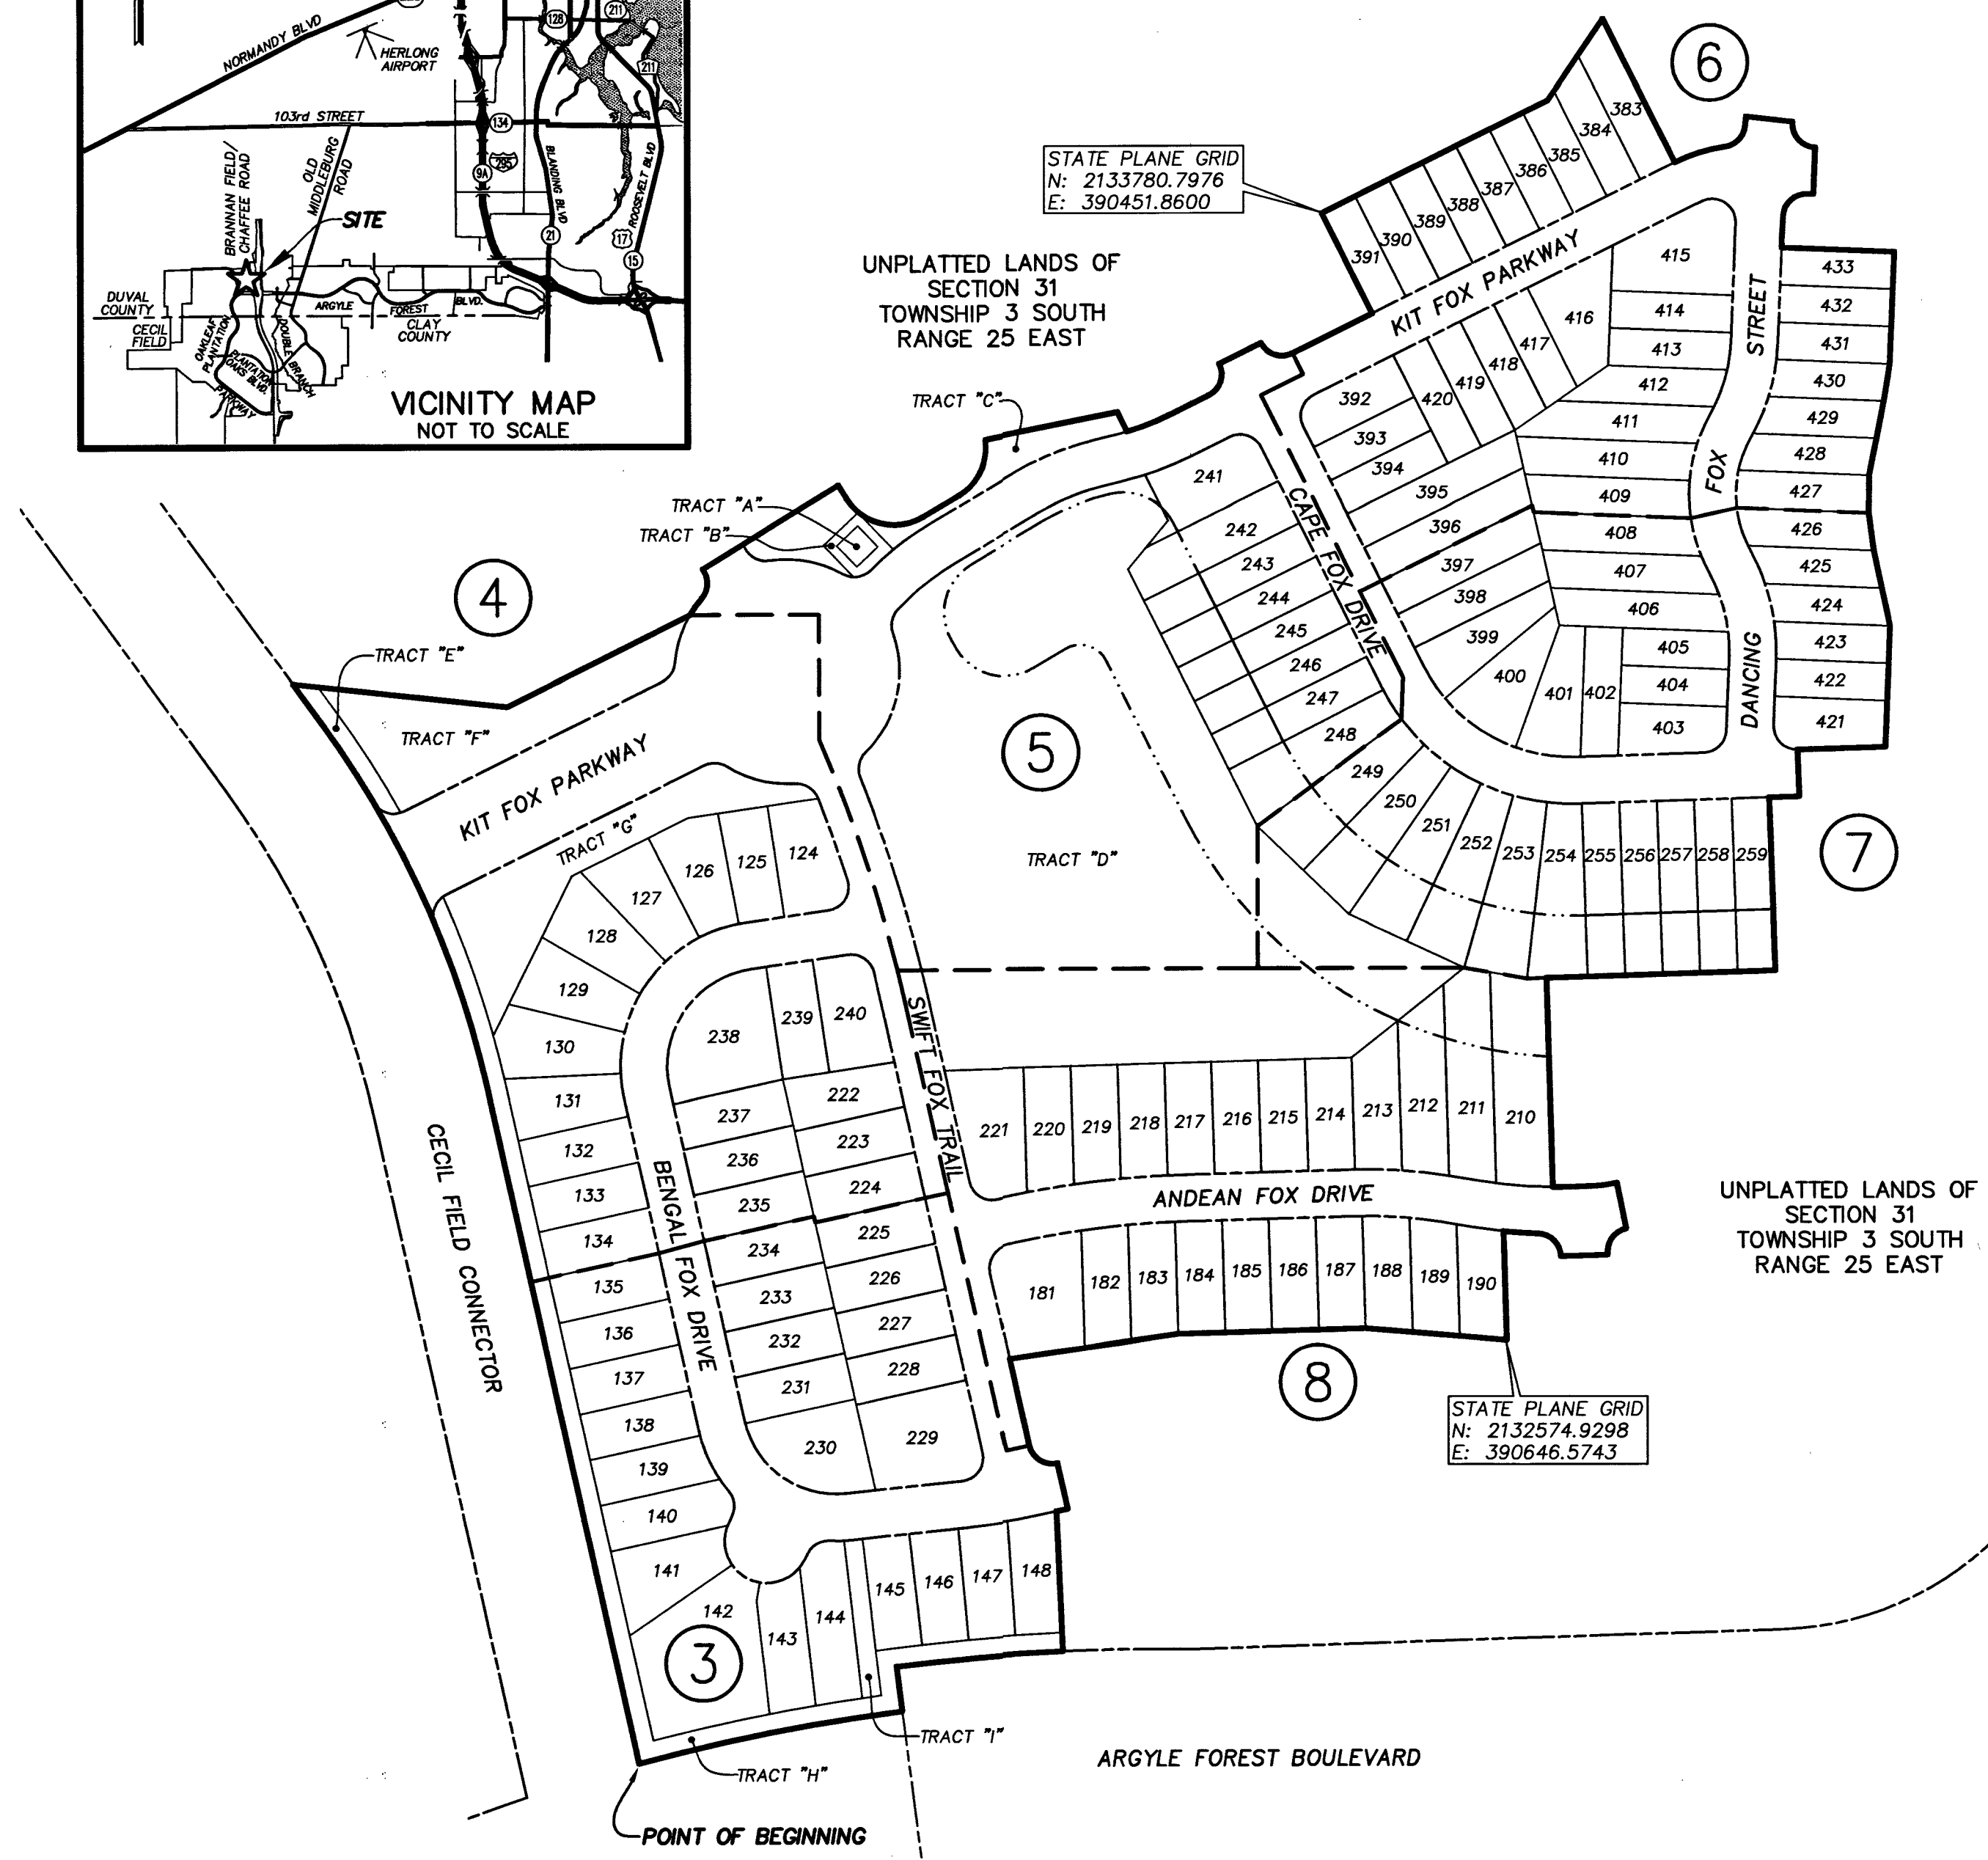 NORMANDY BLVD
HERLONG
AIRPORT
128
211
211
103rd STREET
134
295
9A
BLANDING BLVD
ROOSEVELT BLVD
21
17
15
BRANNAN FIELD/
CHAFFEE ROAD
OLD
MIDDLEBURG
ROAD
SITE
DUVAL
COUNTY
CECIL
FIELD
ARGYLE
FOREST
BLVD.
CLAY
COUNTY
OAKLEAF
PLANTATION
PARKWAY
PLANTATION
OAKS BLVD.
DOUBLE BRANCH
VICINITY MAP
NOT TO SCALE
STATE PLANE GRID
N: 2133780.7976
E: 390451.8600
UNPLATTED LANDS OF
SECTION 31
TOWNSHIP 3 SOUTH
RANGE 25 EAST
6
383
384
385
386
387
388
389
390
391
KIT FOX PARKWAY
415
414
413
412
411
410
409
408
407
406
405
404
403
416
417
418
419
420
392
393
394
395
396
397
398
399
400
401
402
DANCING
FOX
STREET
433
432
431
430
429
428
427
426
425
424
423
422
421
TRACT "C"
TRACT "A"
TRACT "B"
4
TRACT "E"
TRACT "F"
KIT FOX PARKWAY
TRACT "G"
5
TRACT "D"
CAPE FOX DRIVE
241
242
243
244
245
246
247
248
249
250
251
252
253
254
255
256
257
258
259
7
124
125
126
127
128
129
130
131
132
133
134
135
136
137
138
139
140
141
142
143
144
145
146
147
148
238
239
240
237
236
235
234
233
232
231
230
222
223
224
225
226
227
228
229
BENGAL FOX DRIVE
SWIFT FOX TRAIL
CECIL FIELD CONNECTOR
221
220
219
218
217
216
215
214
213
212
211
210
ANDEAN FOX DRIVE
181
182
183
184
185
186
187
188
189
190
8
UNPLATTED LANDS OF
SECTION 31
TOWNSHIP 3 SOUTH
RANGE 25 EAST
STATE PLANE GRID
N: 2132574.9298
E: 390646.5743
3
TRACT "I"
TRACT "H"
ARGYLE FOREST BOULEVARD
POINT OF BEGINNING